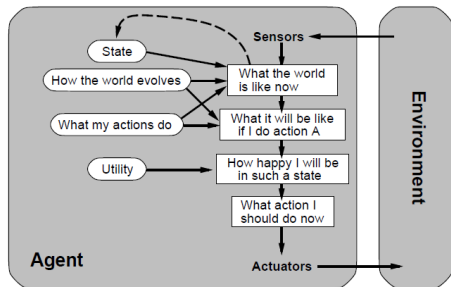 Sensors
State
What the world
is like now
How the world evolves
What it will be like
if I do action A
What my actions do
How happy I will be
in such a state
Utility
What action I
should do now
Agent
Actuators
Environment